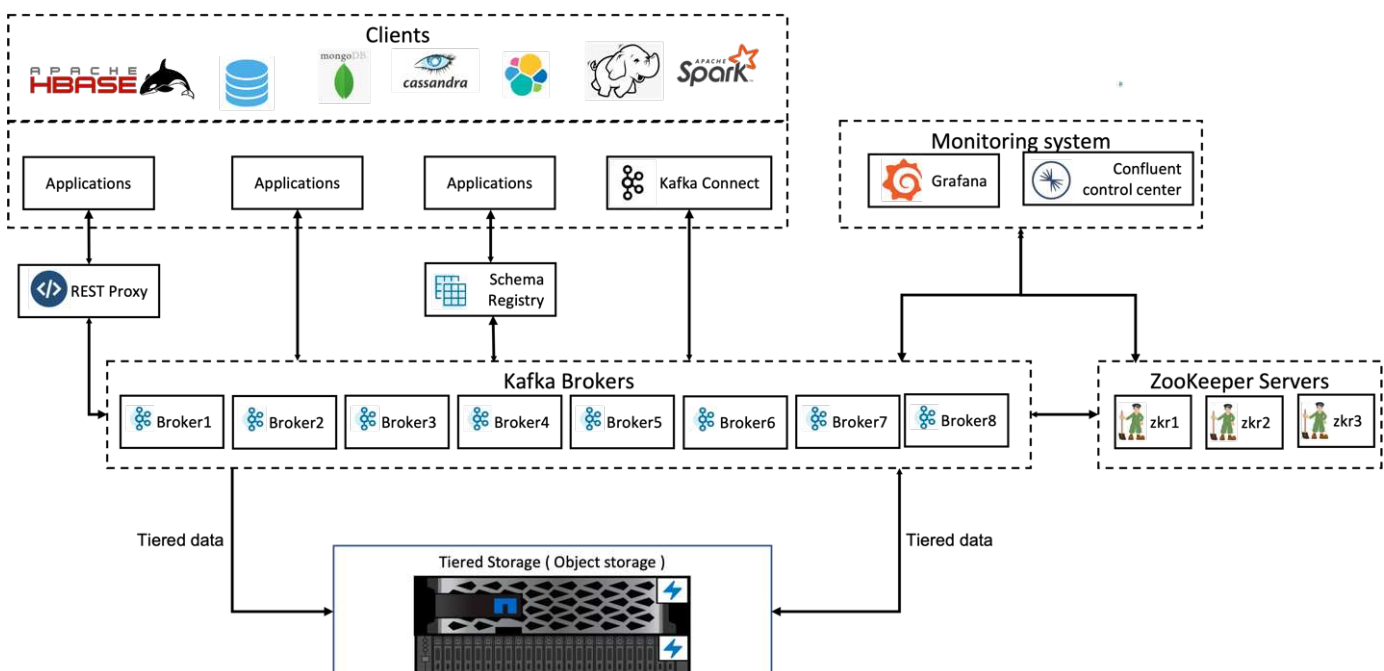 Clients
APACHE
HBASE
mongoDB
cassandra
APACHE
Spark
Applications
Applications
Applications
Kafka Connect
Monitoring system
Grafana
Confluent
control center
REST Proxy
Schema
Registry
Kafka Brokers
Broker1
Broker2
Broker3
Broker4
Broker5
Broker6
Broker7
Broker8
ZooKeeper Servers
zkr1
zkr2
zkr3
Tiered data
Tiered data
Tiered Storage ( Object storage )